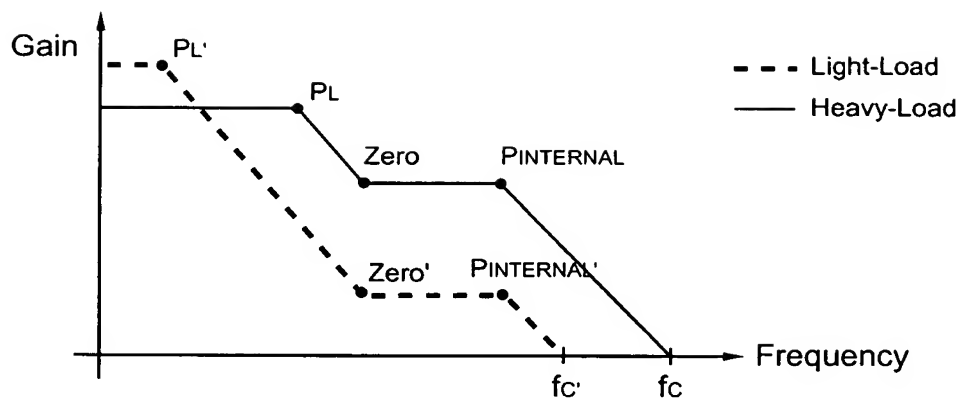 Gain
PL'
Light-Load
PL
Heavy-Load
Zero
PINTERNAL
Zero'
PINTERNAL'
Frequency
fC'
fC